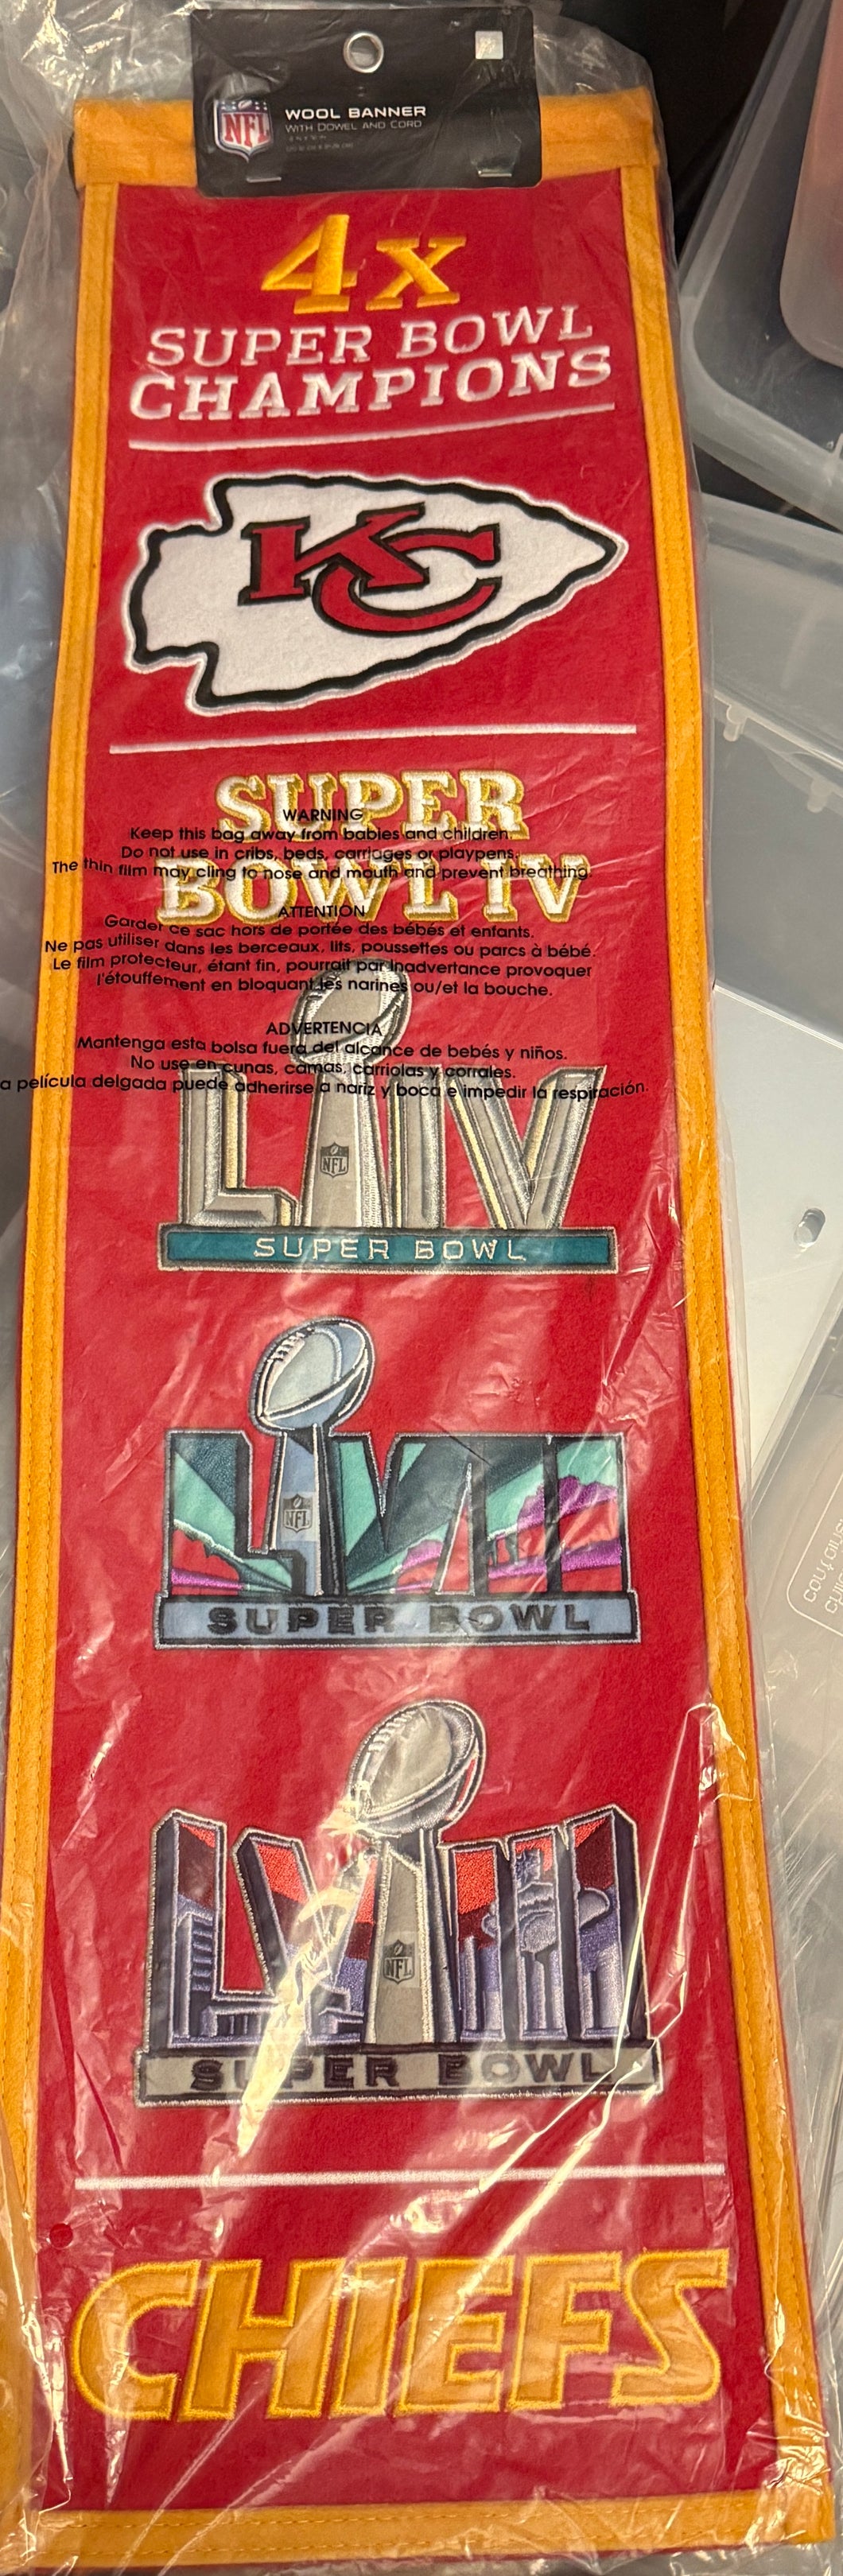 NFL
WOOL BANNER
WITH DOWEL AND CORD
4x
SUPER BOWL
CHAMPIONS
KC
SUPER
BOWL IV
WARNING
Keep this bag away from babies and children.
Do not use in cribs, beds, carriages or playpens.
The thin film may cling to nose and mouth and prevent breathing.
ATTENTION
Garder ce sac hors de portée des bébés et enfants.
Ne pas utiliser dans les berceaux, lits, poussettes ou parcs à bébé.
Le film protecteur, étant fin, pourrait par inadvertance provoquer
l'étouffement en bloquant les narines ou/et la bouche.
ADVERTENCIA
Mantenga esta bolsa fuera del alcance de bebés y niños.
No use en cunas, camas, carriolas y corrales.
a película delgada puede adherirse a nariz y boca e impedir la respiración.
LIV
NFL
SUPER BOWL
LVII
NFL
SUPER BOWL
LVIII
NFL
SUPER BOWL
CHIEFS